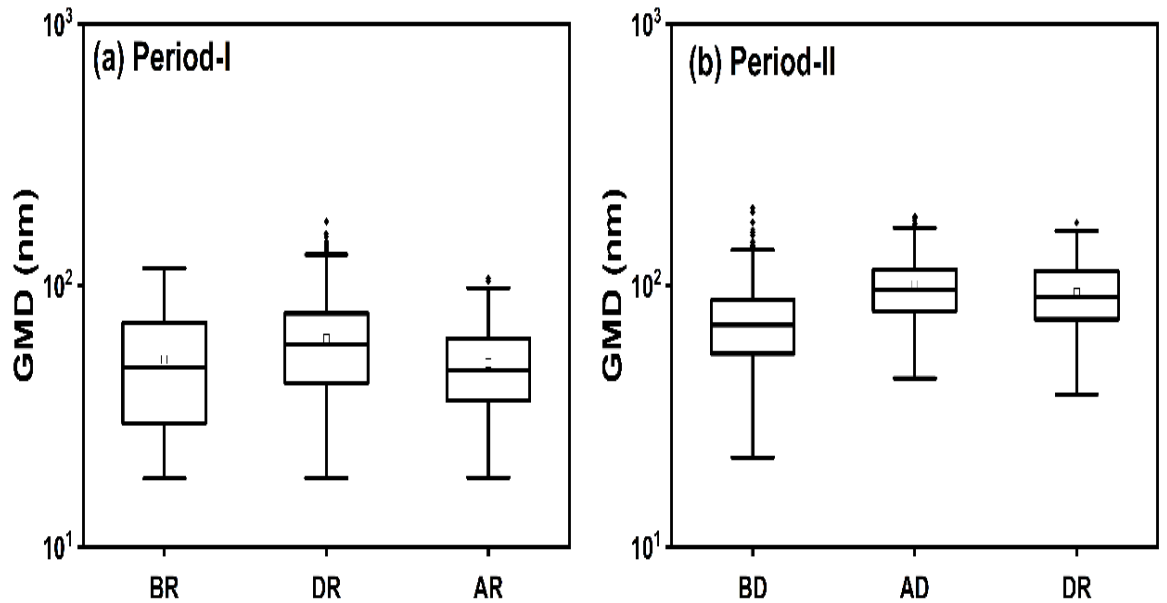 (a) Period-I
GMD (nm)
10³
10²
10¹
BR DR AR
(b) Period-II
GMD (nm)
10³
10²
10¹
BD AD DR